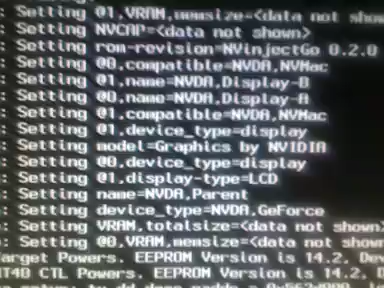 : Setting @1,VRAM,memsize=<data not show
: Setting NVCAP=<data not shown>
: Setting rom-revision=NVinjectGo 0.2.0
: Setting @0,compatible=NVDA,NVMac
: Setting @1,name=NVDA,Display-B
: Setting @0,name=NVDA,Display-A
: Setting @1,compatible=NVDA,NVMac
: Setting @1,device_type=display
: Setting model=Graphics by NVIDIA
: Setting @0,device_type=display
: Setting @1,display-type=LCD
: Setting name=NVDA,Parent
: Setting device_type=NVDA,GeForce
: Setting VRAM,totalsize=<data not shown>
: Setting @0,VRAM,memsize=<data not shown
Target Powers. EEPROM Version is 14.2, Dev
CTL Powers. EEPROM Version is 14.2, D